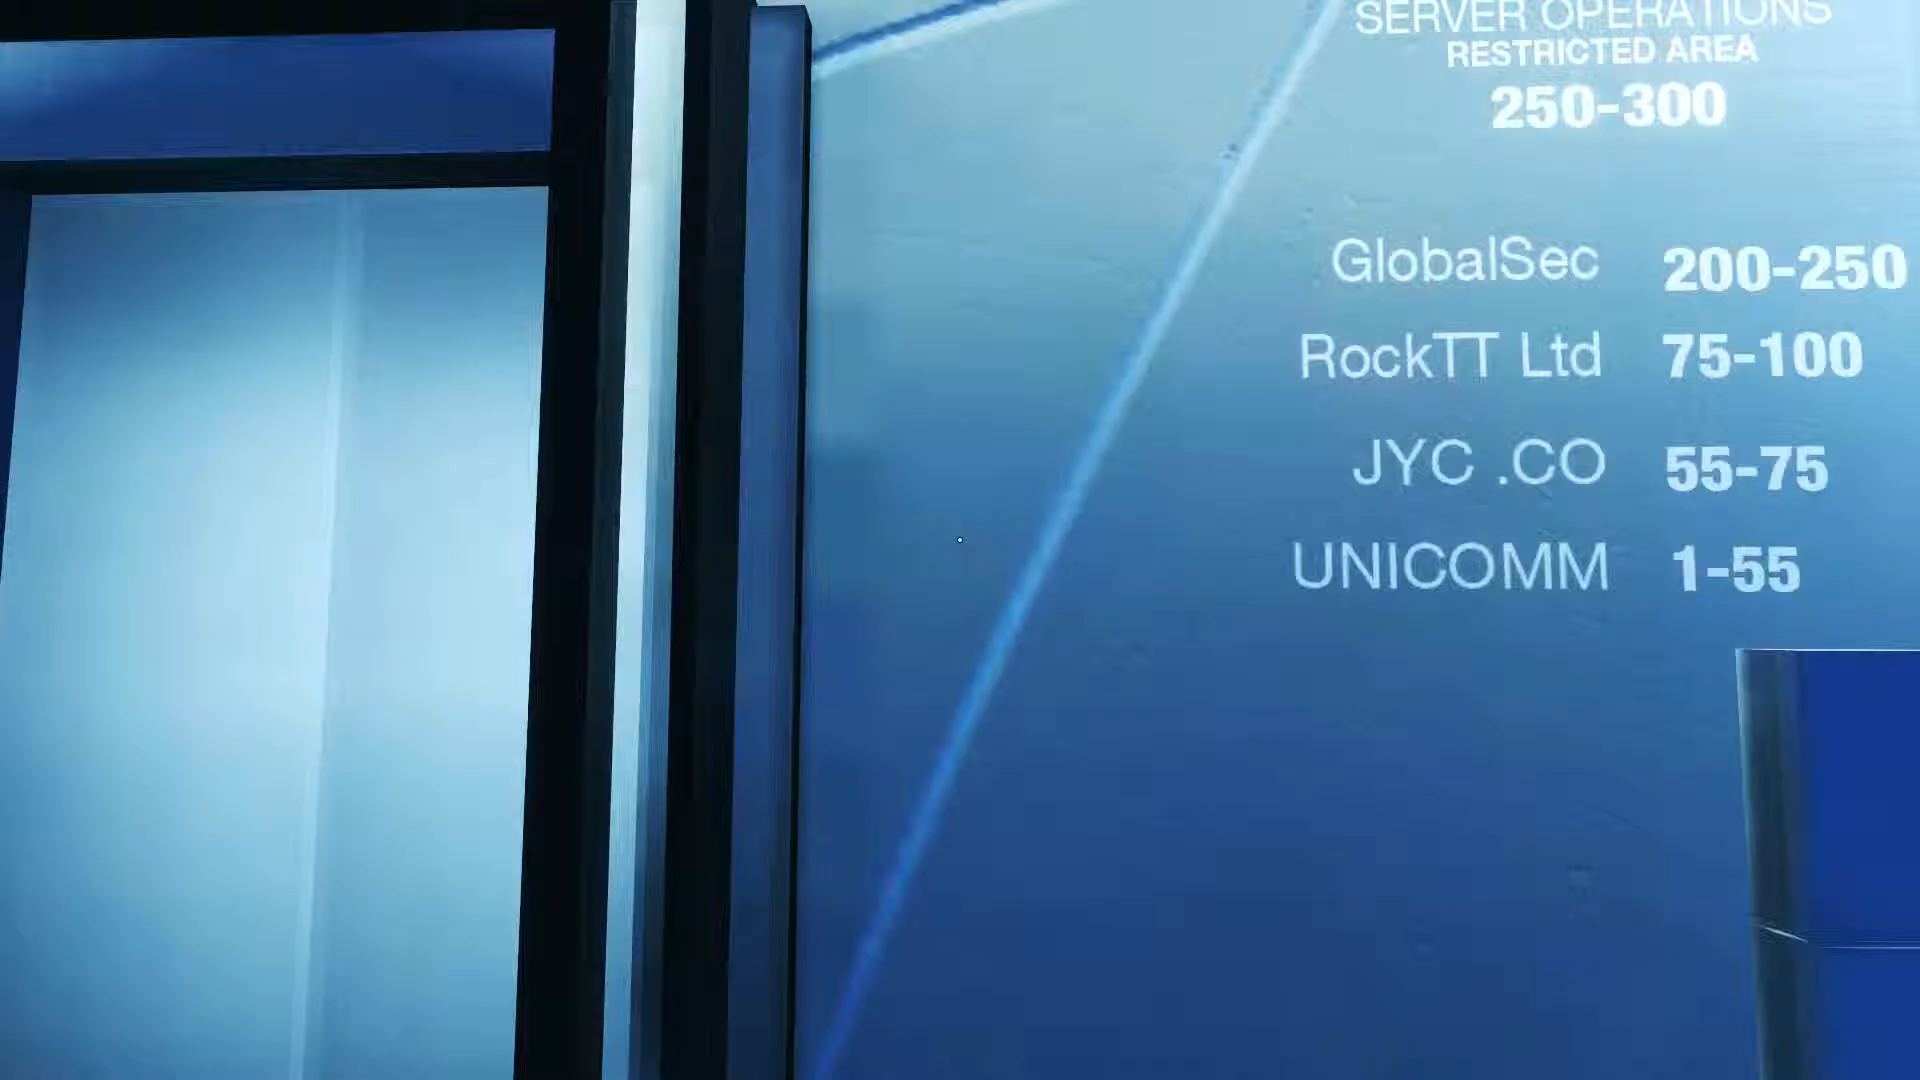 SERVER OPERATIONS
RESTRICTED AREA
250-300
GlobalSec 200-250
RockTT Ltd 75-100
JYC .CO 55-75
UNICOMM 1-55